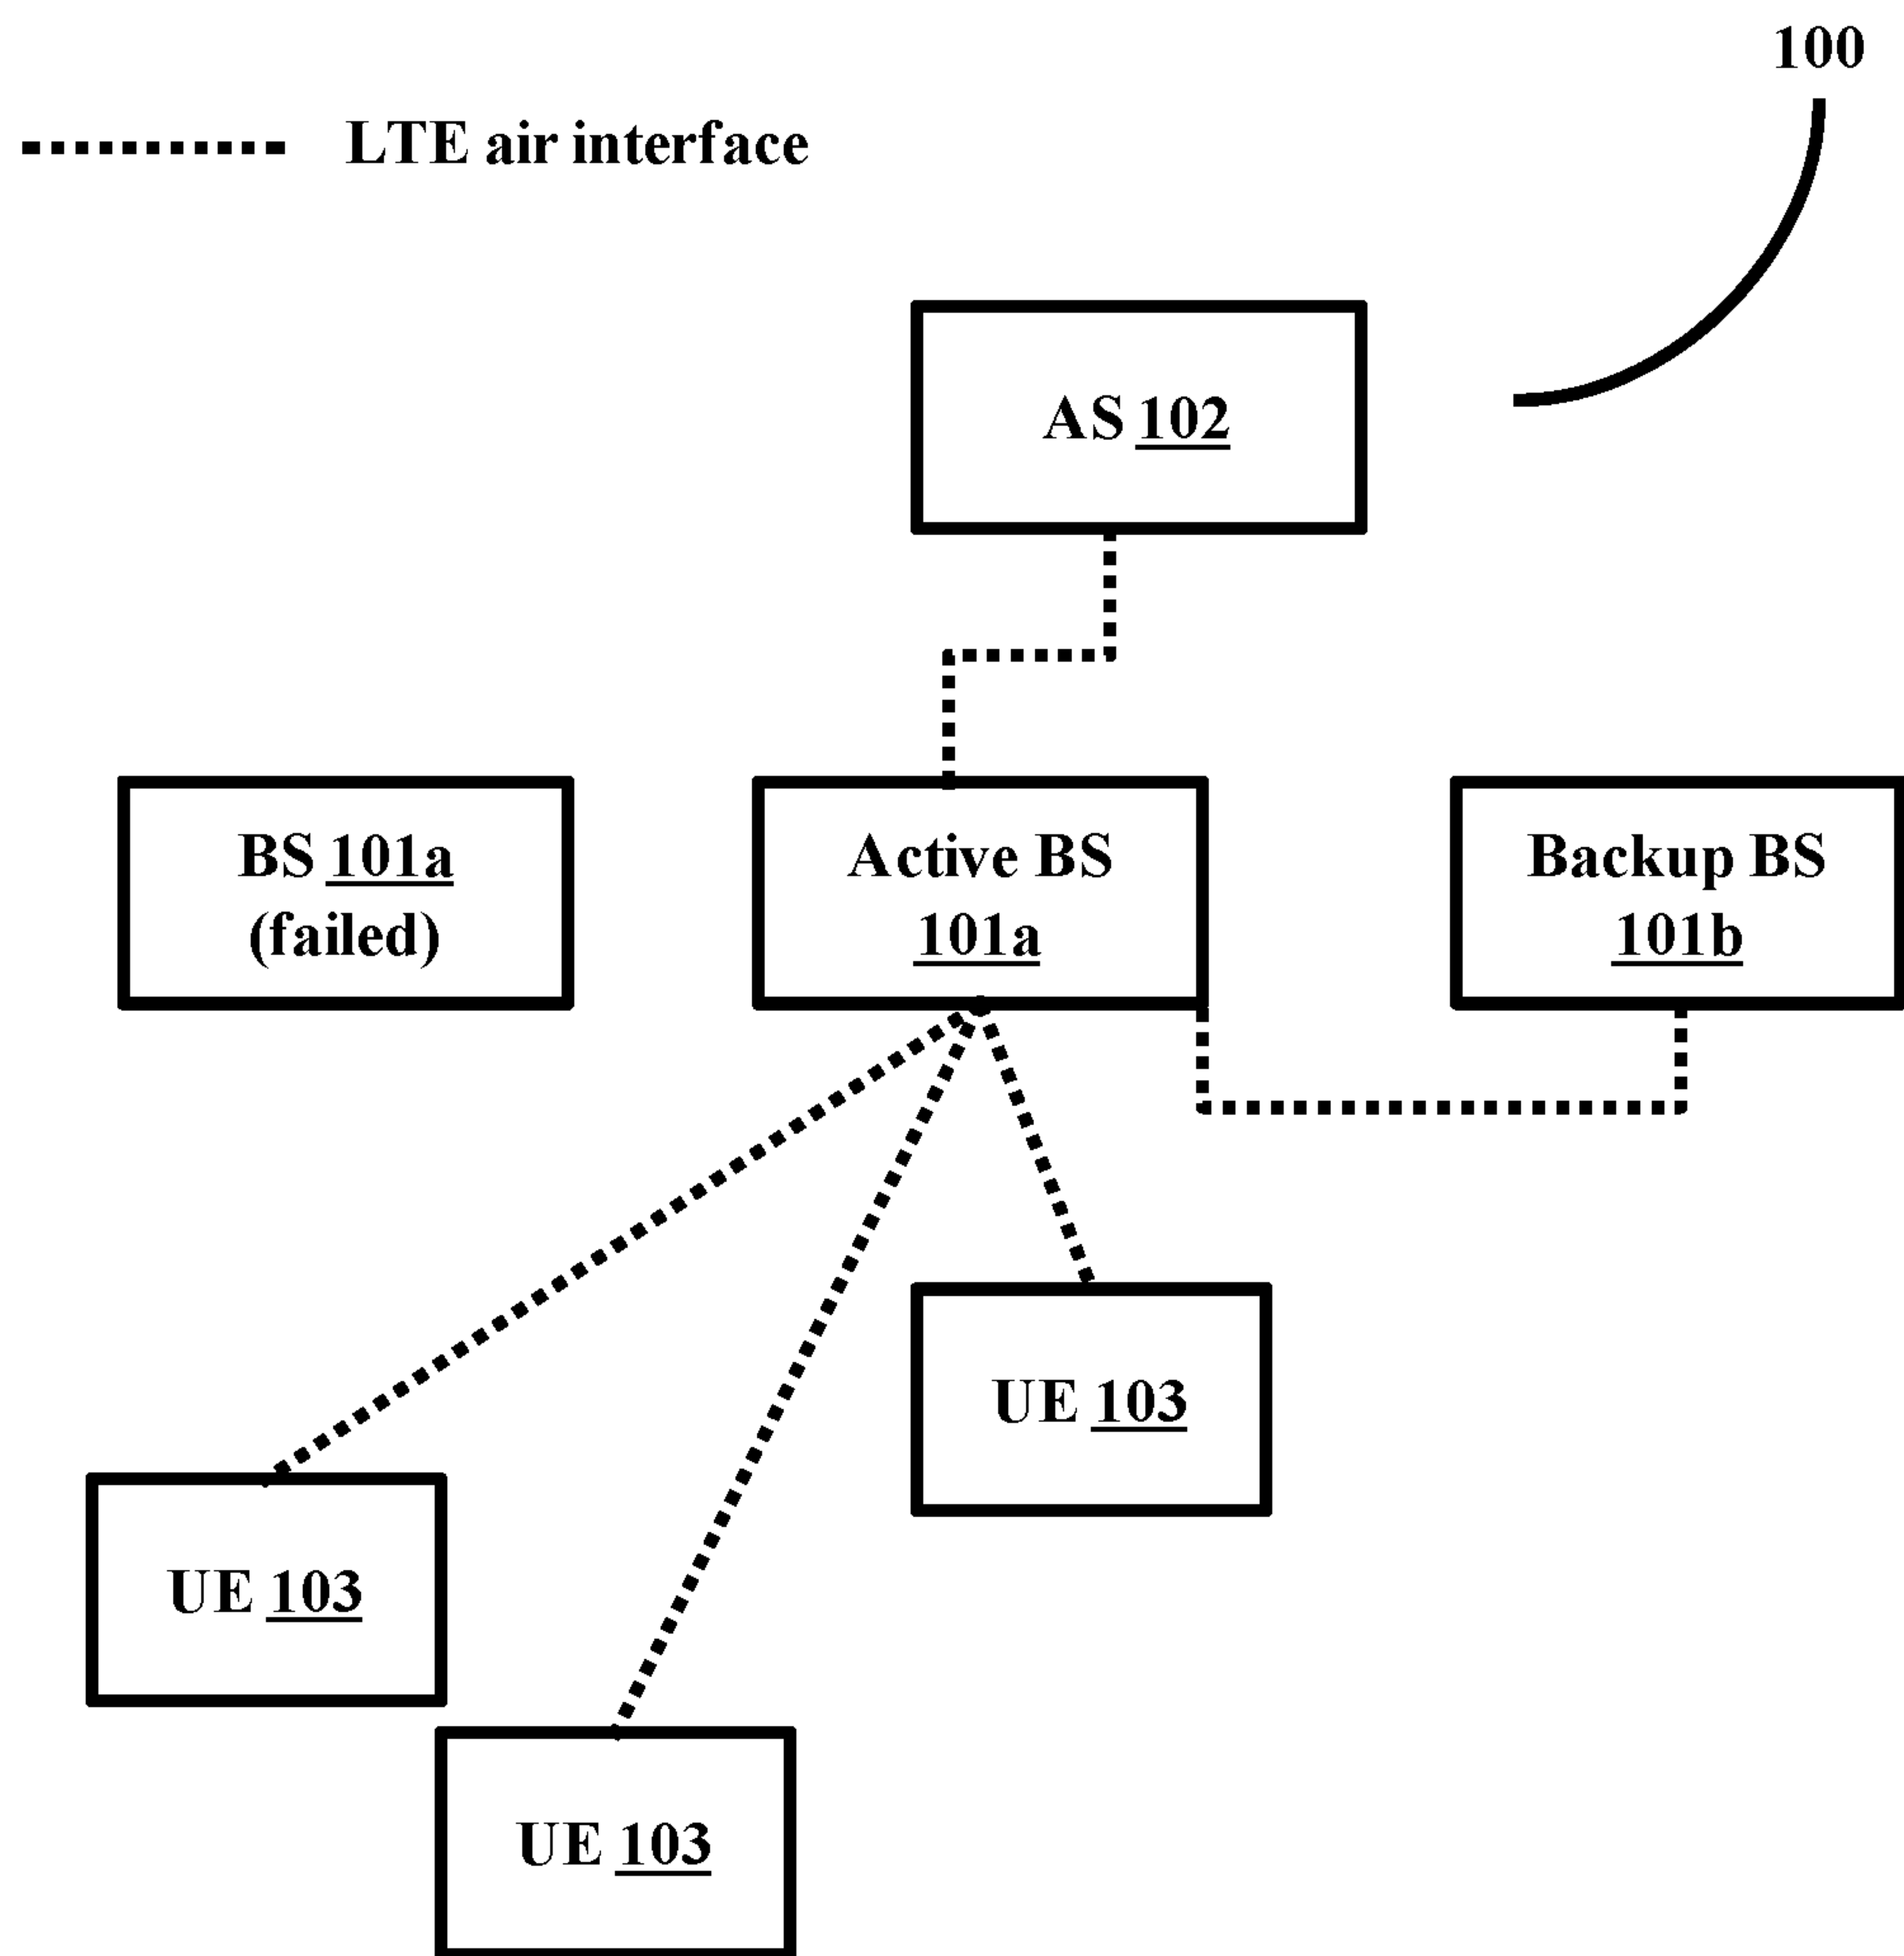 100
LTE air interface
AS 102
BS 101a
(failed)
Active BS
101a
Backup BS
101b
UE 103
UE 103
UE 103